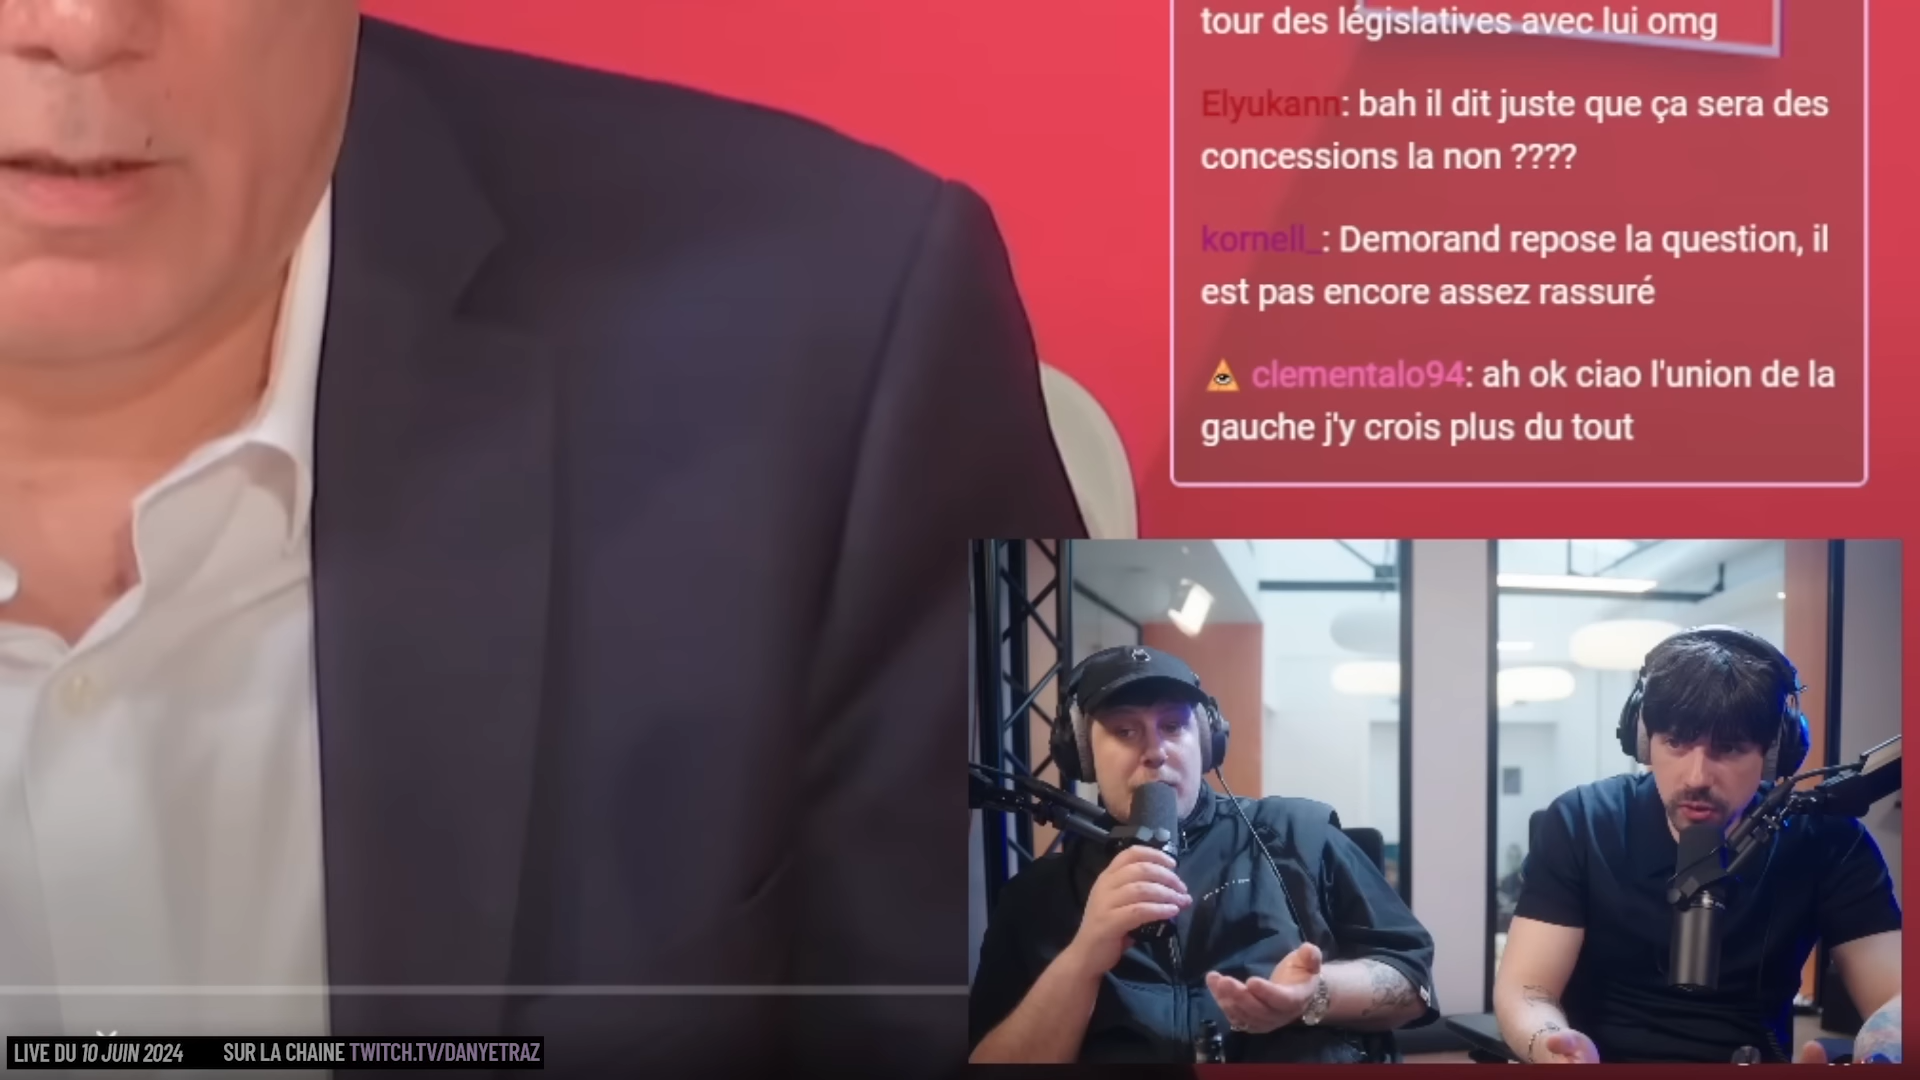 tour des législatives avec lui omg
Elyukann: bah il dit juste que ça sera des
concessions la non ????
kornell_: Demorand repose la question, il
est pas encore assez rassuré
clementalo94: ah ok ciao l'union de la
gauche j'y crois plus du tout
LIVE DU 10 JUIN 2024 SUR LA CHAINE TWITCH.TV/DANYETRAZ